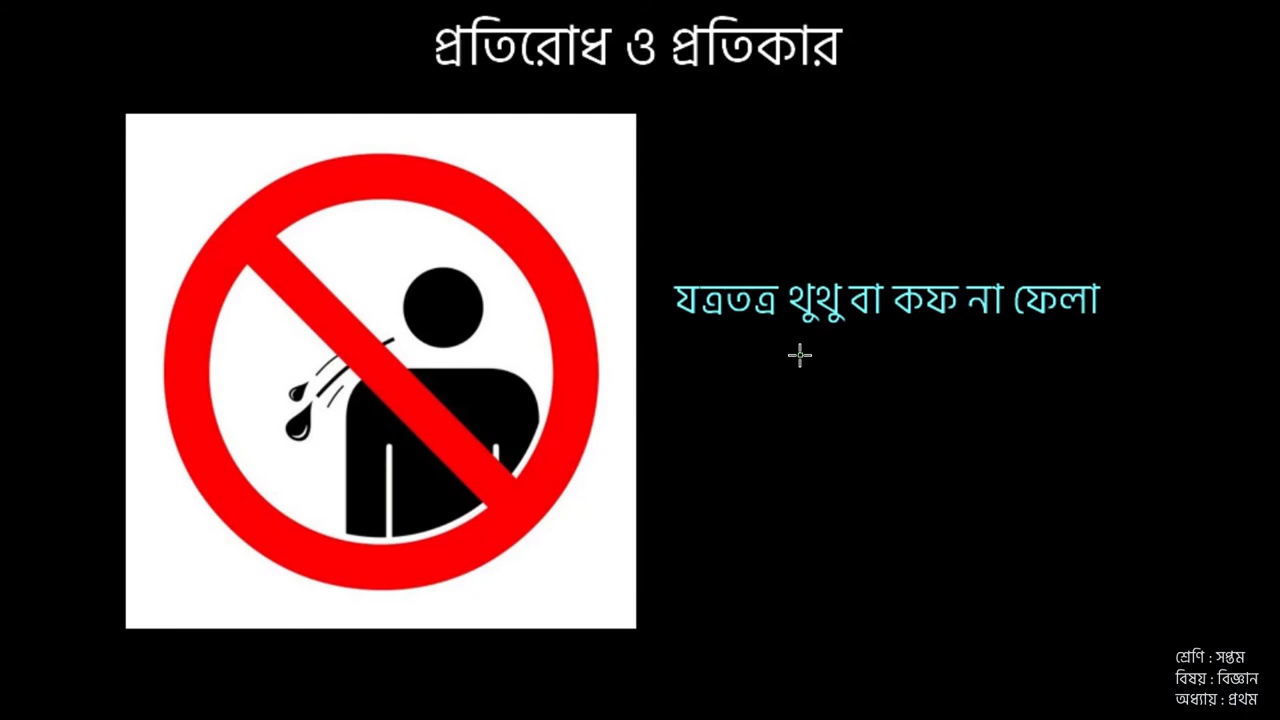 প্রতিরোধ ও প্রতিকার
যত্রতত্র থুথু বা কফ না ফেলা
শ্রেণি : সপ্তম
বিষয় : বিজ্ঞান
অধ্যায় : প্রথম